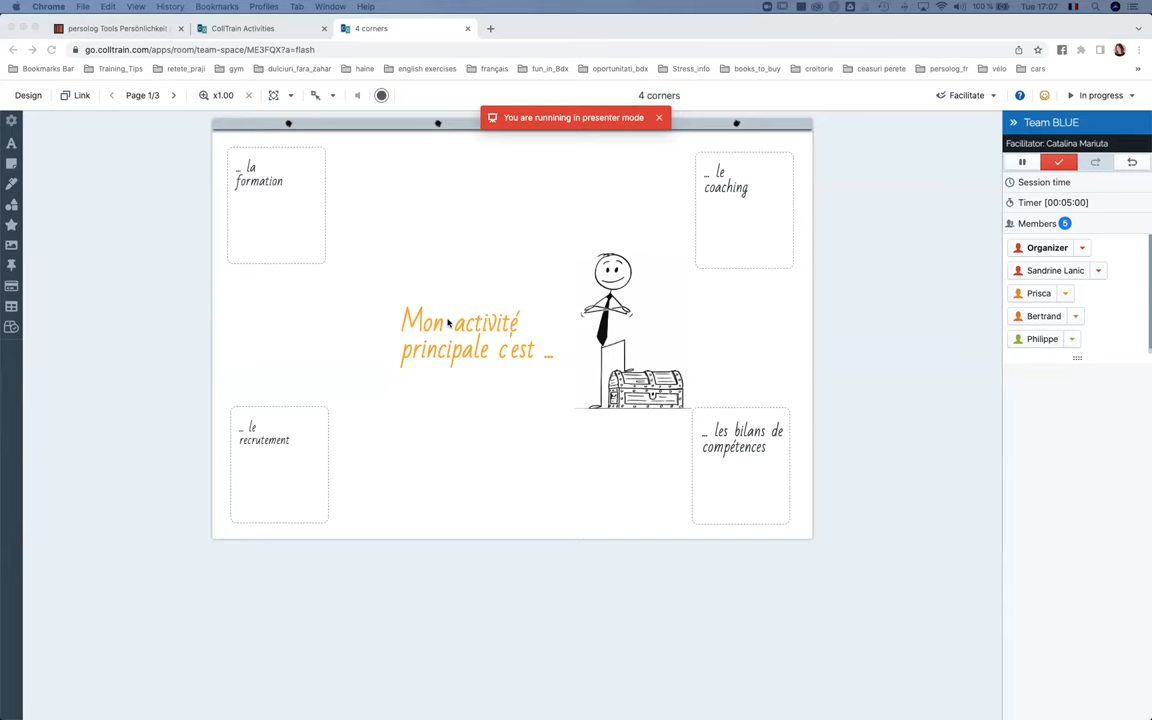 Chrome File Edit View History Bookmarks Profiles Tab Window Help
100 % Tue 17:07
persolog Tools Persönlichkeit
CollTrain Activities
4 corners
go.colltrain.com/apps/room/team-space/ME3FQX?a=flash
Bookmarks Bar Training_Tips retete_praji gym dulciuri_fara_zahar haine english exercises français fun_in_Bdx oportunitati_bdx Stress_info books_to_buy croitorie ceasuri perete persolog_fr vélo cars
Design Link Page 1/3 x1.00 4 corners Facilitate In progress
You are runnining in presenter mode
Team BLUE
Facilitator: Catalina Mariuta
Session time
Timer [00:05:00]
Members 5
Organizer
Sandrine Lanic
Prisca
Bertrand
Philippe
... la
formation
... le
coaching
Mon activité
principale c'est ...
... le
recrutement
... les bilans de
compétences